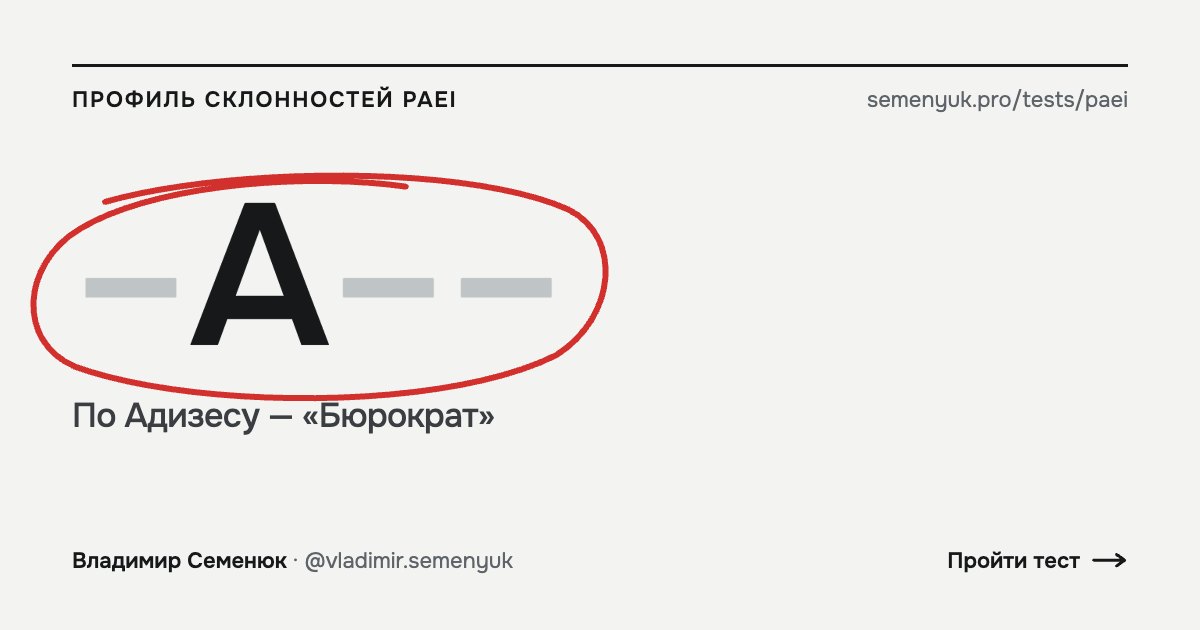 ПРОФИЛЬ СКЛОННОСТЕЙ PAEI
semenyuk.pro/tests/paei
— A — —
По Адизесу — «Бюрократ»
Владимир Семенюк · @vladimir.semenyuk
Пройти тест →